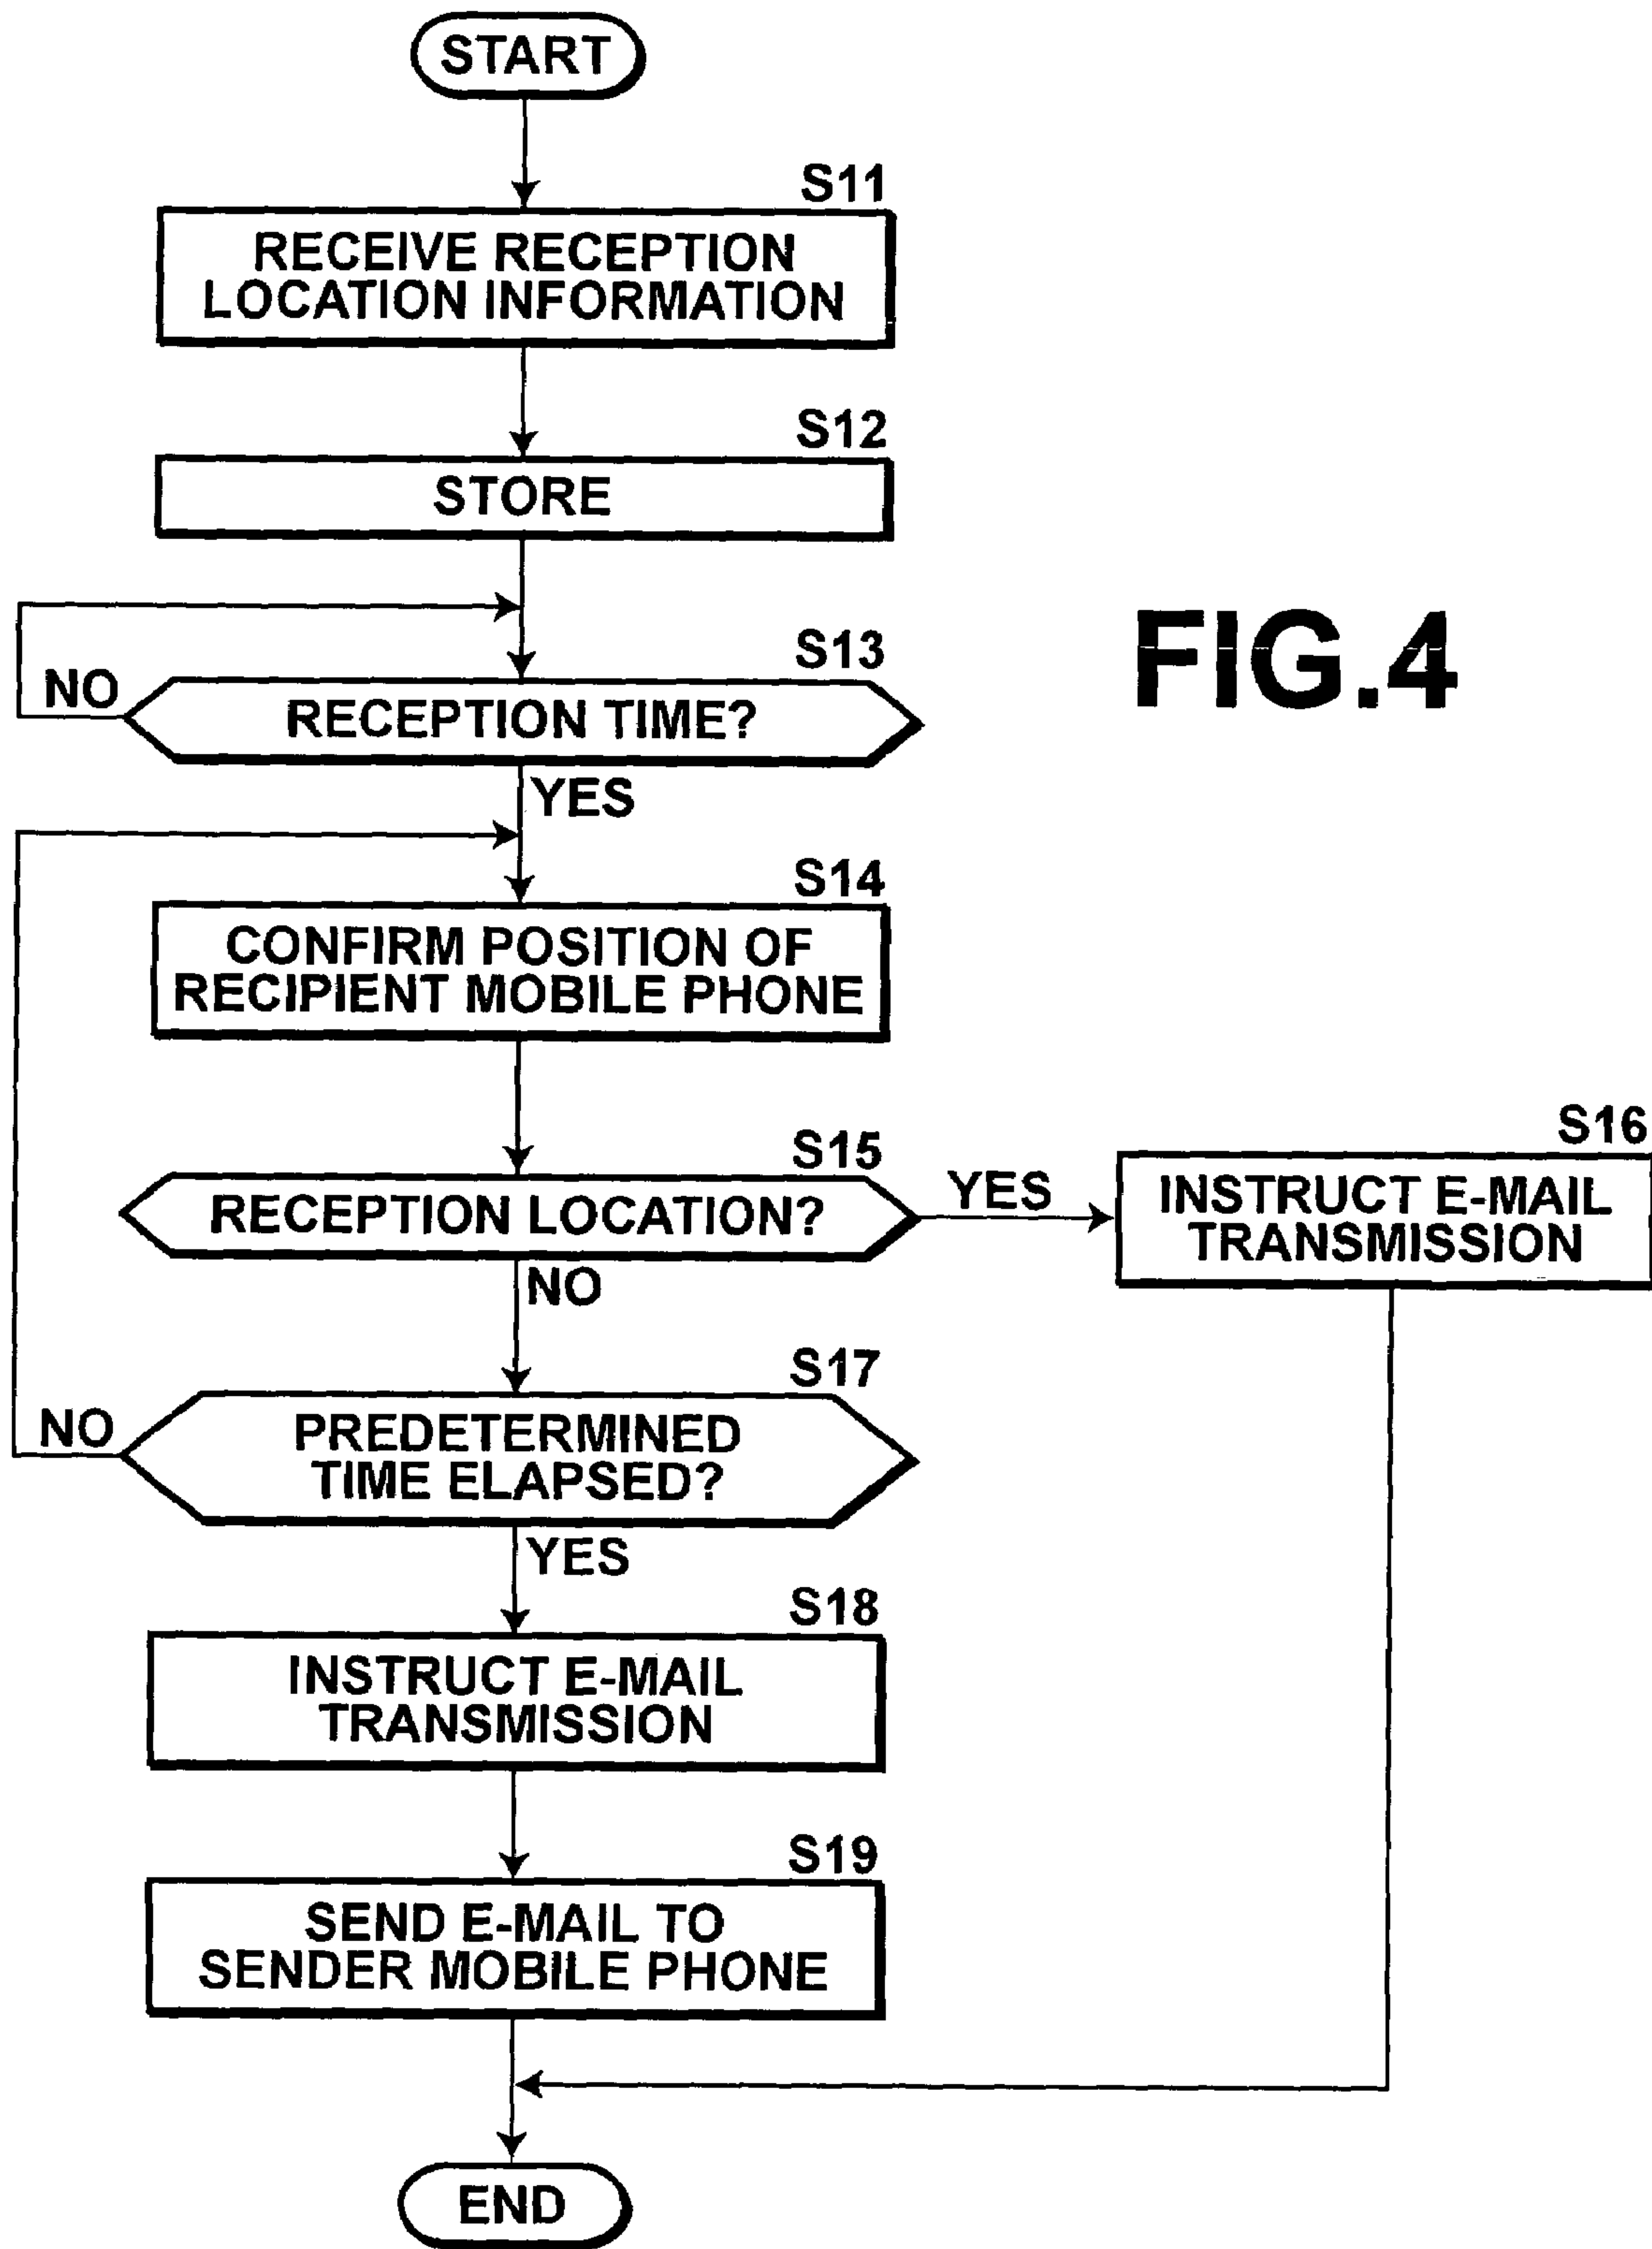 START
S11
RECEIVE RECEPTION
LOCATION INFORMATION
S12
STORE
FIG.4
S13
NO
RECEPTION TIME?
YES
S14
CONFIRM POSITION OF
RECIPIENT MOBILE PHONE
S15
RECEPTION LOCATION?
YES
S16
INSTRUCT E-MAIL
TRANSMISSION
NO
S17
NO
PREDETERMINED
TIME ELAPSED?
YES
S18
INSTRUCT E-MAIL
TRANSMISSION
S19
SEND E-MAIL TO
SENDER MOBILE PHONE
END